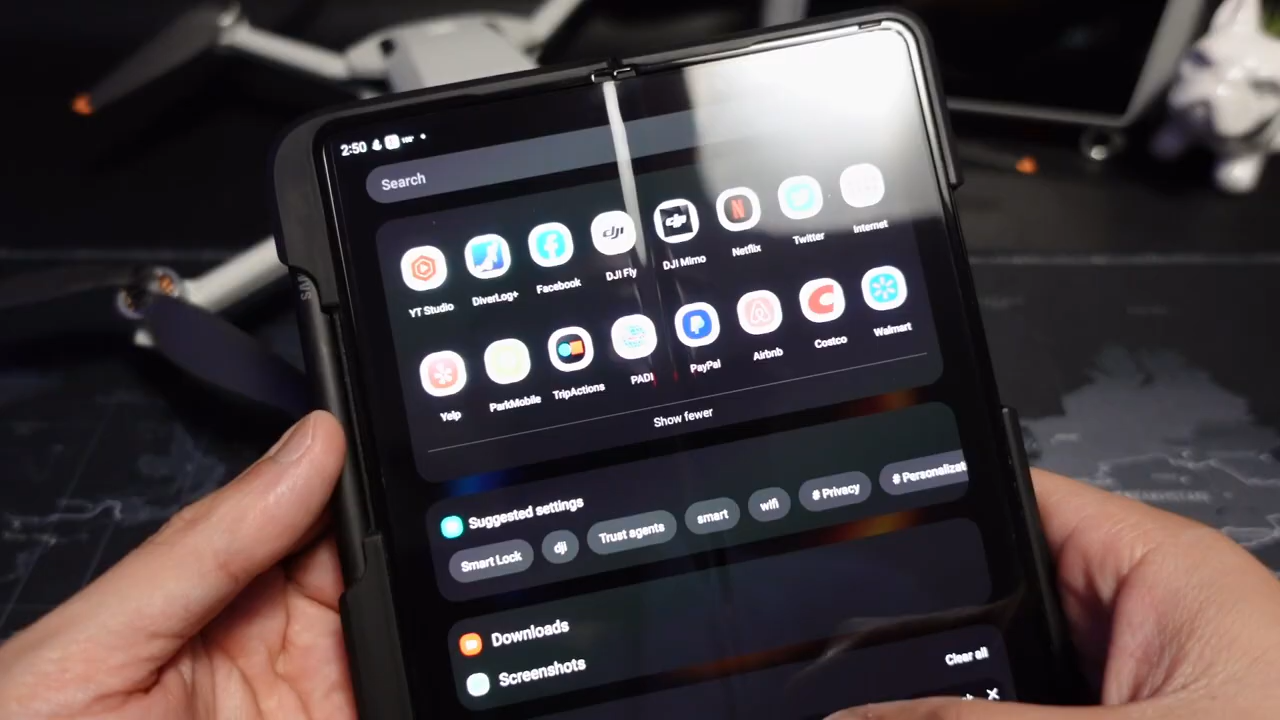 2:50
Search
YT Studio DiverLog+ Facebook DJI Fly DJI Mimo Netflix Twitter Internet
Yelp ParkMobile TripActions PADI PayPal Airbnb Costco Walmart
Show fewer
Suggested settings
Smart Lock dji Trust agents smart wifi # Privacy # Personalizat
Downloads
Screenshots
Clear all